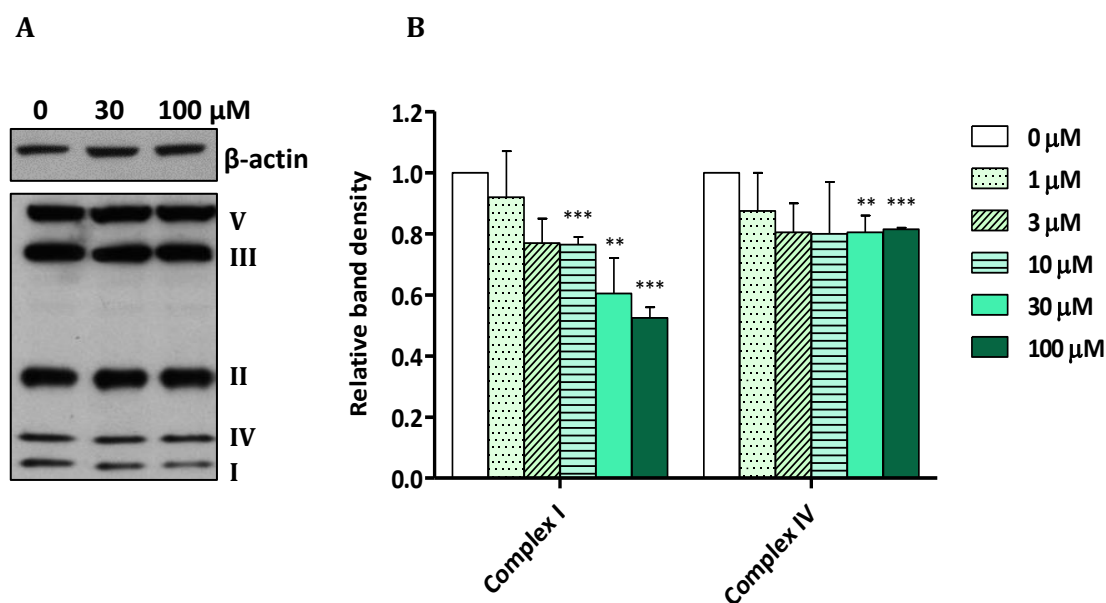 A
0 30 100 μM
β-actin
V
III
II
IV
I
B
Relative band density
1.2
1.0
0.8
0.6
0.4
0.2
0.0
***
**
***
**
***
Complex I
Complex IV
0 μM
1 μM
3 μM
10 μM
30 μM
100 μM